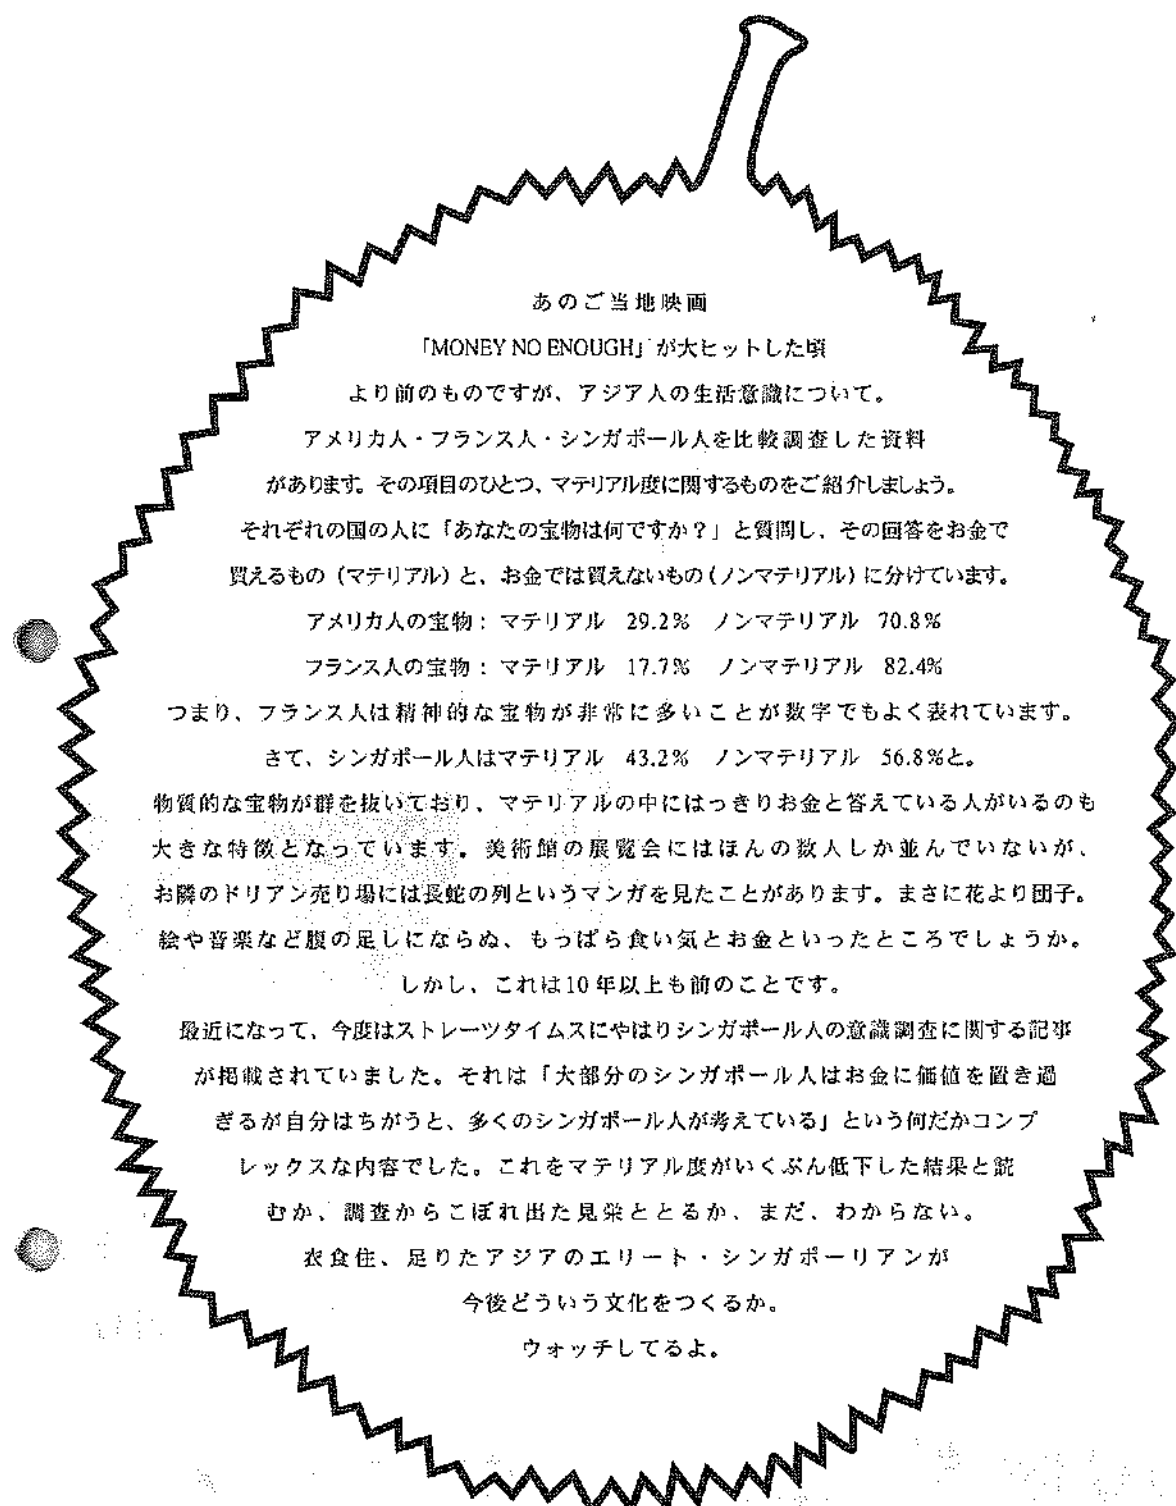 あのご当地映画
「MONEY NO ENOUGH」が大ヒットした頃
より前のものですが、アジア人の生活意識について。
アメリカ人・フランス人・シンガポール人を比較調査した資料
があります。その項目のひとつ、マテリアル度に関するものをご紹介しましょう。
それぞれの国の人に「あなたの宝物は何ですか？」と質問し、その回答をお金で
買えるもの（マテリアル）と、お金では買えないもの（ノンマテリアル）に分けています。
アメリカ人の宝物：マテリアル 29.2% ノンマテリアル 70.8%
フランス人の宝物：マテリアル 17.7% ノンマテリアル 82.4%
つまり、フランス人は精神的な宝物が非常に多いことが数字でもよく表れています。
さて、シンガポール人はマテリアル 43.2% ノンマテリアル 56.8%と。
物質的な宝物が群を抜いており、マテリアルの中にはっきりお金と答えている人がいるのも
大きな特徴となっています。美術館の展覧会にはほんの数人しか並んでいないが、
お隣のドリアン売り場には長蛇の列というマンガを見たことがあります。まさに花より団子。
絵や音楽など腹の足しにならぬ、もっぱら食い気とお金といったところでしょうか。
しかし、これは10年以上も前のことです。
最近になって、今度はストレーツタイムスにやはりシンガポール人の意識調査に関する記事
が掲載されていました。それは「大部分のシンガポール人はお金に価値を置き過
ぎるが自分はちがうと、多くのシンガポール人が考えている」という何だかコンプ
レックスな内容でした。これをマテリアル度がいくぶん低下した結果と読
むか、調査からこぼれ出た見栄ととるか、まだ、わからない。
衣食住、足りたアジアのエリート・シンガポーリアンが
今後どういう文化をつくるか。
ウォッチしてるよ。